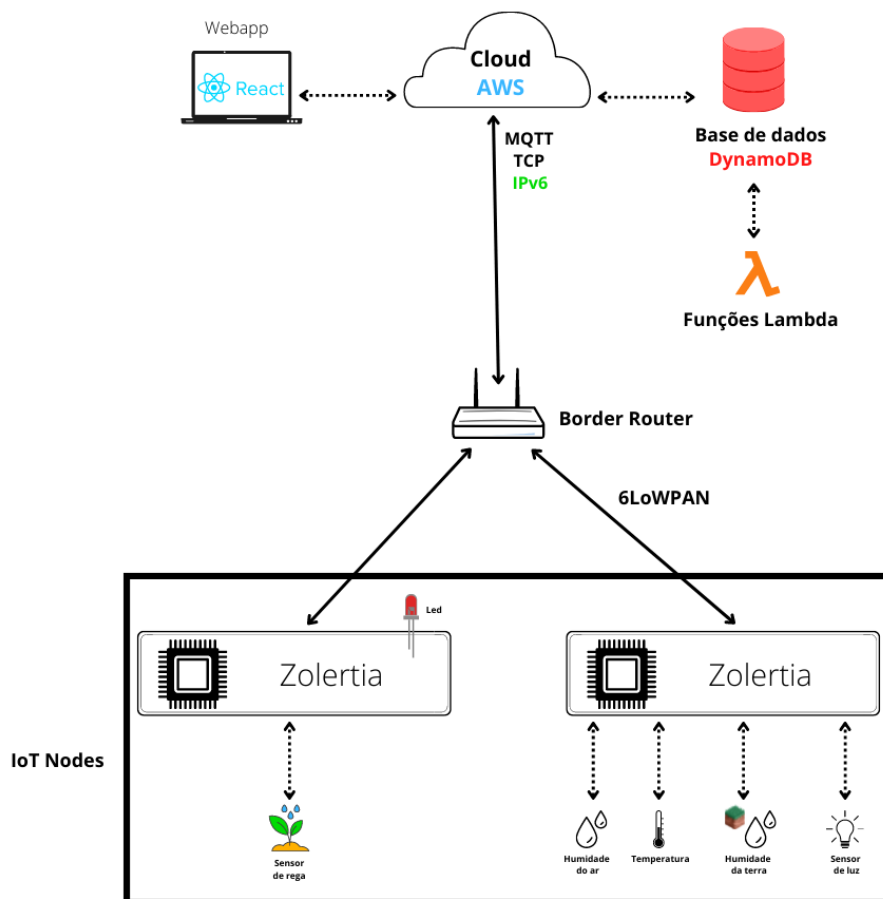 Webapp
React
Cloud
AWS
Base de dados
DynamoDB
MQTT
TCP
IPv6
λ
Funções Lambda
Border Router
6LoWPAN
Led
Zolertia
Zolertia
IoT Nodes
Sensor
de rega
Humidade
do ar
Temperatura
Humidade
da terra
Sensor
de luz